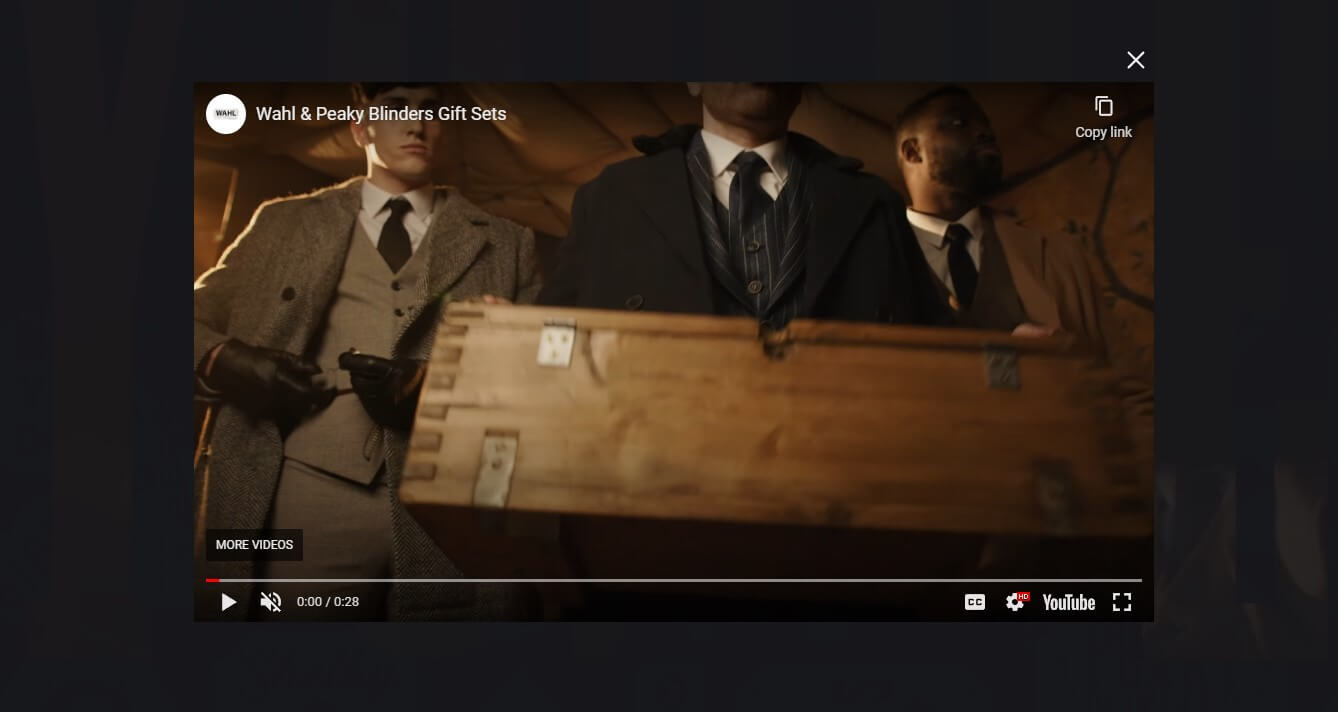 WAHL
Wahl & Peaky Blinders Gift Sets
Copy link
MORE VIDEOS
0:00 / 0:28
CC
HD
YouTube